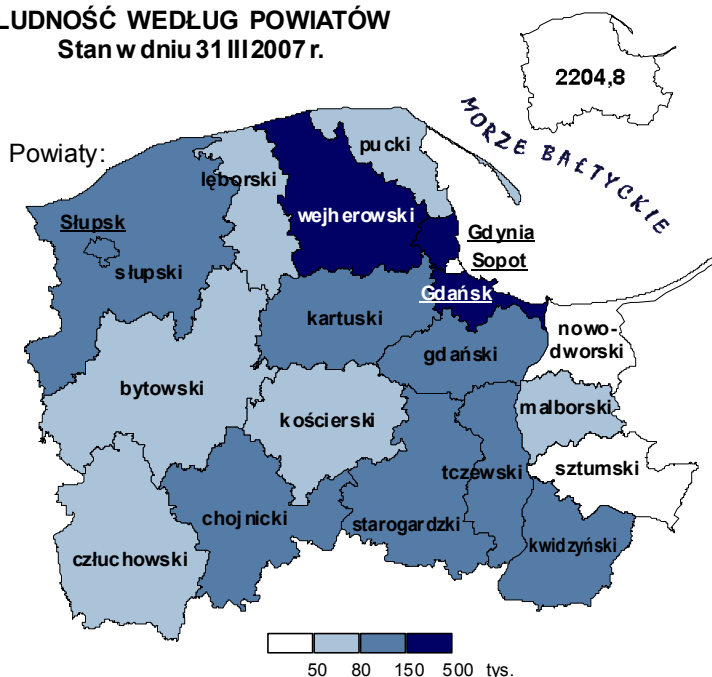 LUDNOŚĆ WEDŁUG POWIATÓW
Stan w dniu 31 III 2007 r.
2204,8
MORZE BAŁTYCKIE
Powiaty:
pucki
lęborski
wejherowski
Słupsk
Gdynia
Sopot
słupski
Gdańsk
kartuski
nowo-
dworski
gdański
bytowski
malborski
kościerski
tczewski
sztumski
chojnicki
starogardzki
kwidzyński
człuchowski
50 80 150 500 tys.